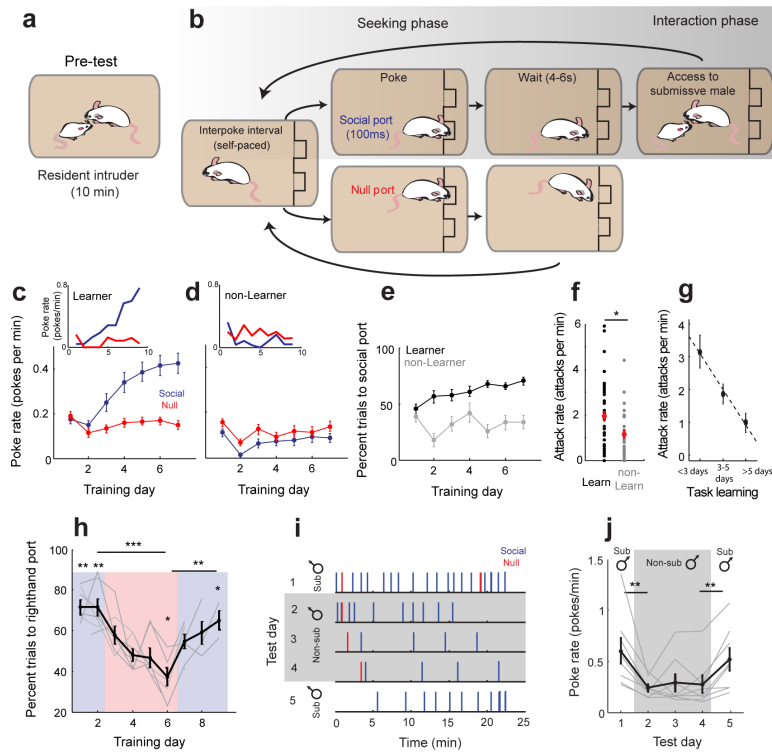 a
Pre-test
Resident intruder
(10 min)
b
Seeking phase
Interaction phase
Poke
Wait (4-6s)
Access to
submissve male
Interpoke interval
(self-paced)
Social port
(100ms)
Null port
c
Learner
Poke rate
(pokes/min)
0.8
0
0
5
10
Poke rate (pokes per min)
0.4
0.2
0
Social
Null
2
4
6
Training day
d
non-Learner
0.8
0
0
5
10
2
4
6
Training day
e
Percent trials to social port
100
50
0
Learner
non-Learner
2
4
6
Training day
f
*
Attack rate (attacks per min)
6
4
2
0
Learn
non-
Learn
g
Attack rate (attacks per min)
4
3
2
1
0
<3 days
3-5
days
>5 days
Task learning
h
Percent trials to righthand port
100
80
60
40
20
***
**
** **
*
*
2
4
6
8
Training day
i
Social
Null
Test day
Sub ♂
Non-sub ♂
Sub ♂
1
2
3
4
5
0
5
10
15
20
25
Time (min)
j
Sub
♂
Non-sub ♂
Sub
♂
Poke rate (pokes/min)
1.5
1
0.5
0
**
**
1
2
3
4
5
Test day